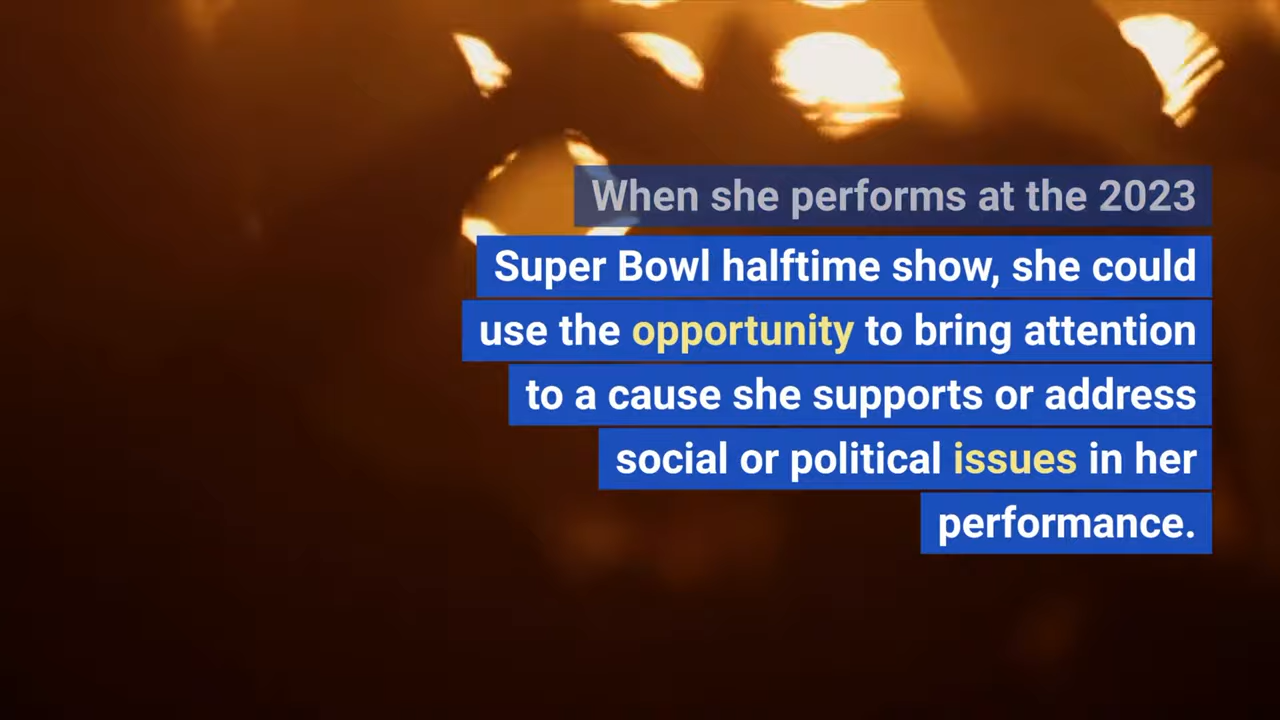 When she performs at the 2023
Super Bowl halftime show, she could
use the opportunity to bring attention
to a cause she supports or address
social or political issues in her
performance.